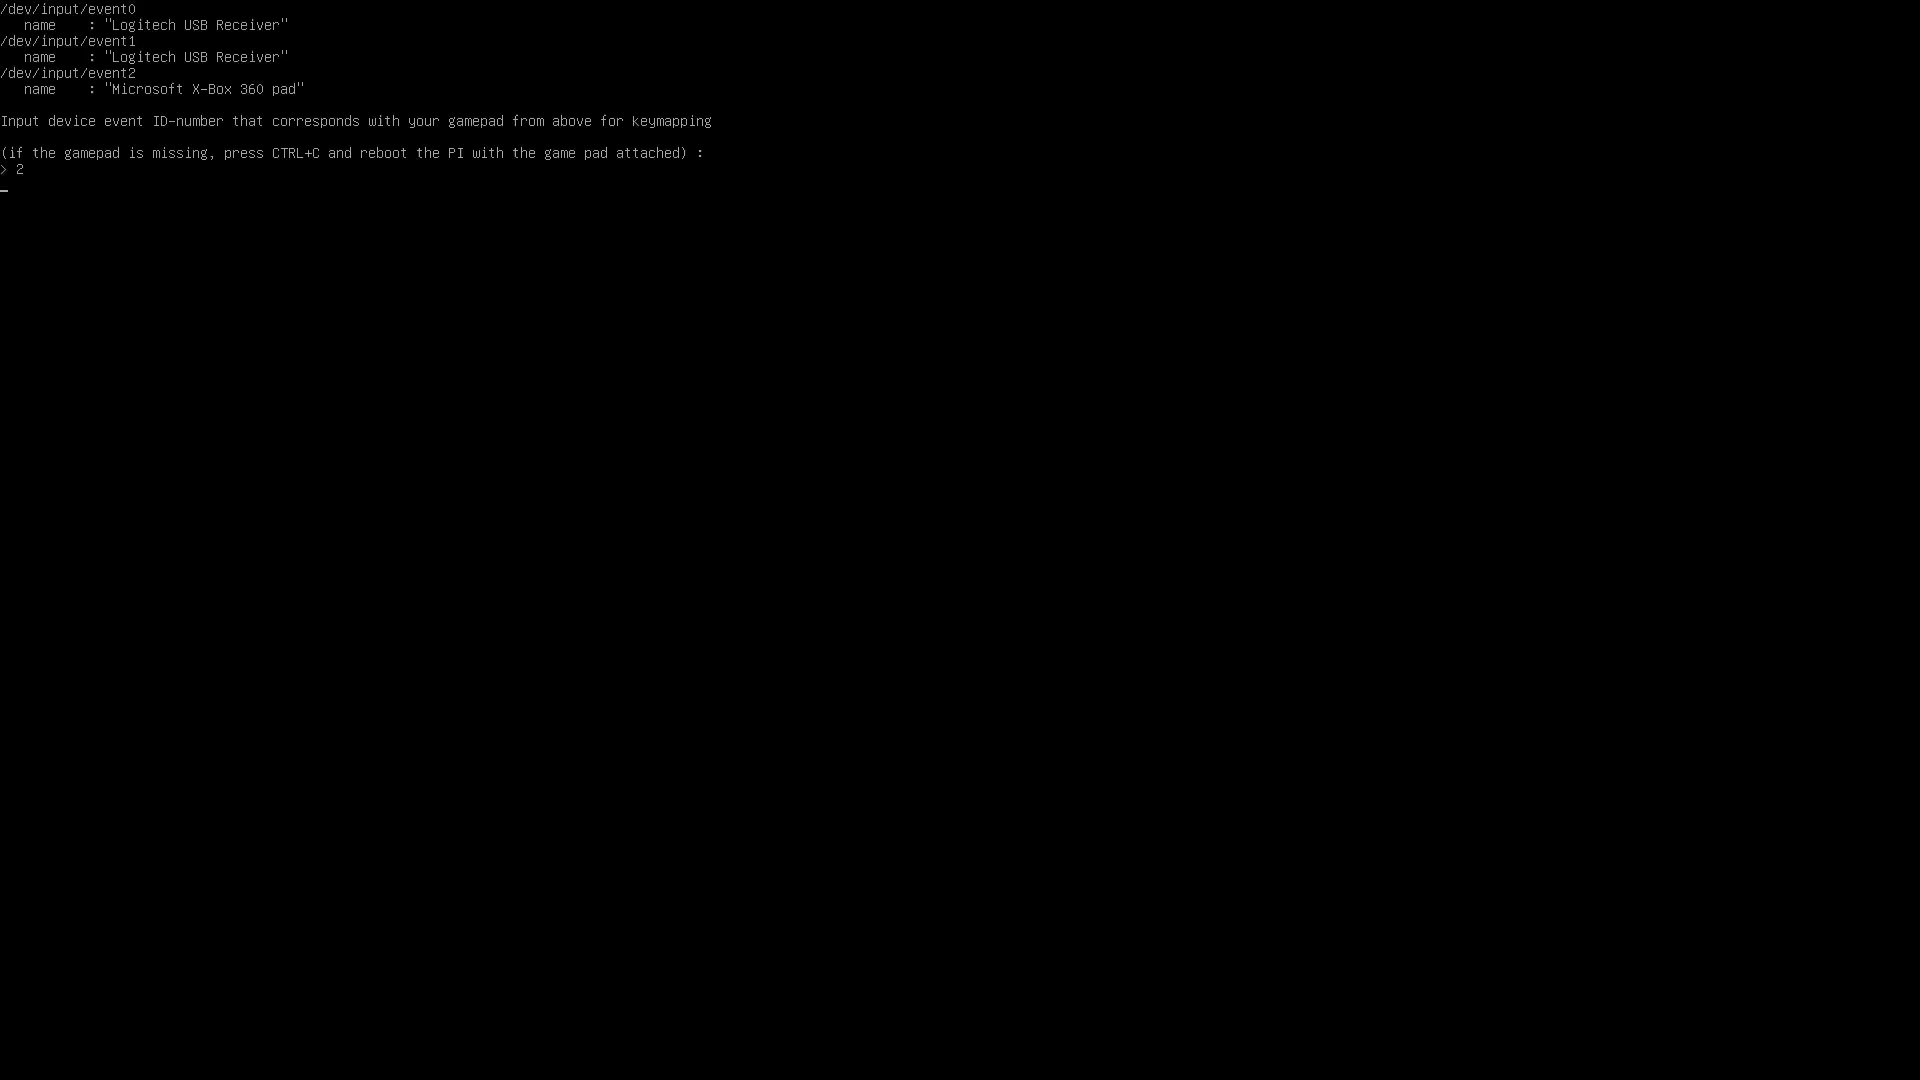 /dev/input/event0
   name    : "Logitech USB Receiver"
/dev/input/event1
   name    : "Logitech USB Receiver"
/dev/input/event2
   name    : "Microsoft X-Box 360 pad"
Input device event ID-number that corresponds with your gamepad from above for keymapping
(if the gamepad is missing, press CTRL+C and reboot the PI with the game pad attached) :
> 2
_